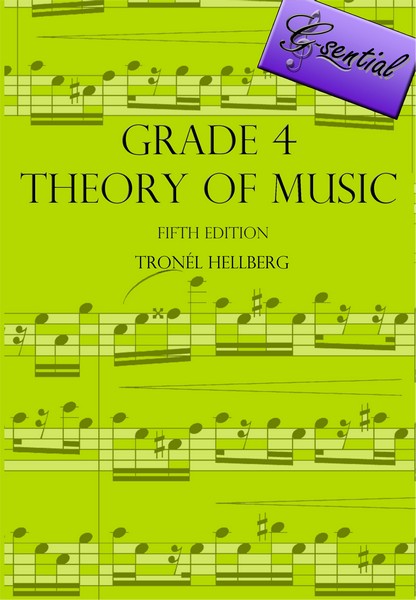 G-sential
GRADE 4
THEORY OF MUSIC
FIFTH EDITION
TRONÉL HELLBERG